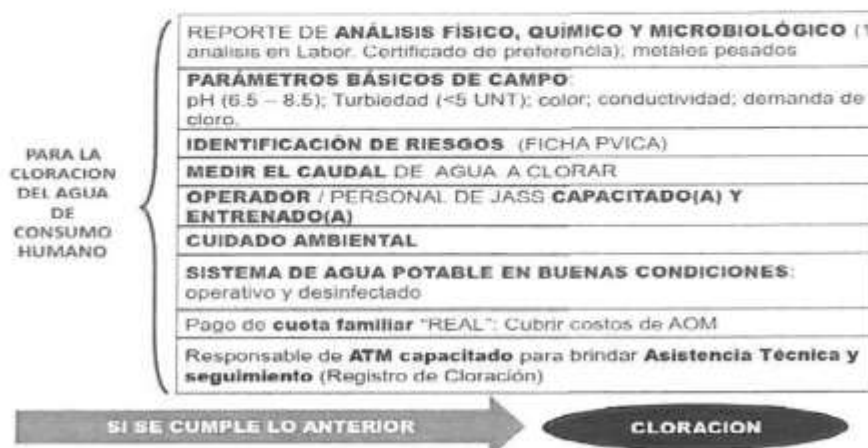 REPORTE DE ANÁLISIS FÍSICO, QUÍMICO Y MICROBIOLÓGICO (1
análisis en Labor. Certificado de preferencia); metales pesados
PARÁMETROS BÁSICOS DE CAMPO:
pH (6.5 – 8.5); Turbiedad (<5 UNT); color; conductividad; demanda de
cloro.
IDENTIFICACIÓN DE RIESGOS (FICHA PVICA)
MEDIR EL CAUDAL DE AGUA A CLORAR
OPERADOR / PERSONAL DE JASS CAPACITADO(A) Y
ENTRENADO(A)
CUIDADO AMBIENTAL
SISTEMA DE AGUA POTABLE EN BUENAS CONDICIONES:
operativo y desinfectado
Pago de cuota familiar "REAL": Cubrir costos de AOM
Responsable de ATM capacitado para brindar Asistencia Técnica y
seguimiento (Registro de Cloración)
PARA LA
CLORACION
DEL AGUA
DE
CONSUMO
HUMANO
SI SE CUMPLE LO ANTERIOR
CLORACION